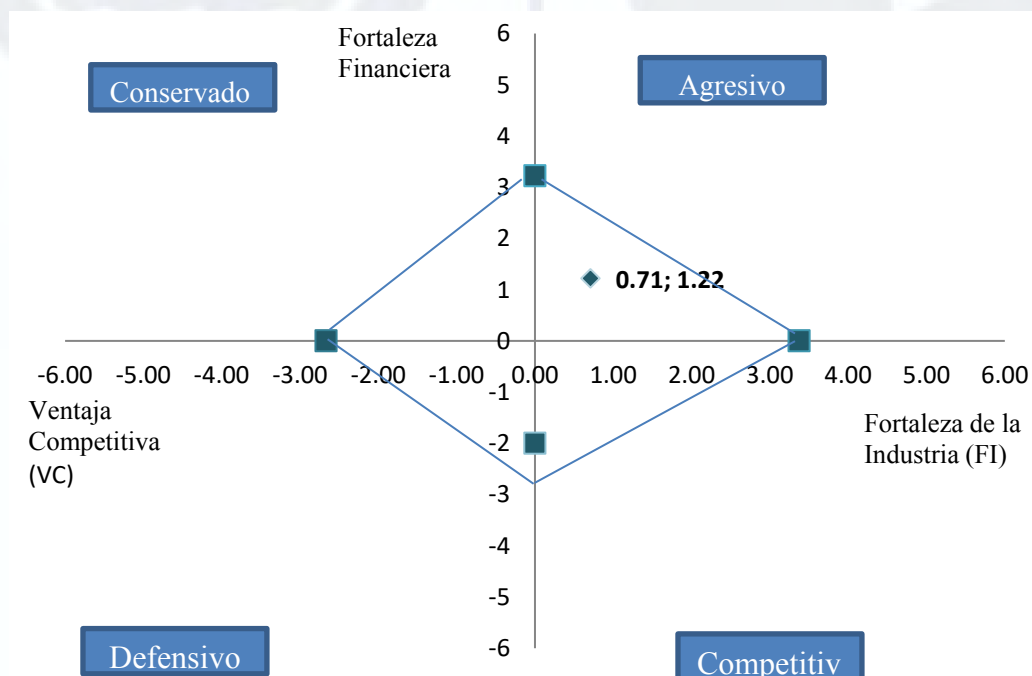 Fortaleza
Financiera
Conservado
Agresivo
6
5
4
3
2
1
0
-1
-2
-3
-4
-5
-6
0.71; 1.22
-6.00 -5.00 -4.00 -3.00 -2.00 -1.00 0.00 1.00 2.00 3.00 4.00 5.00 6.00
Ventaja
Competitiva
(VC)
Fortaleza de la
Industria (FI)
Defensivo
Competitiv